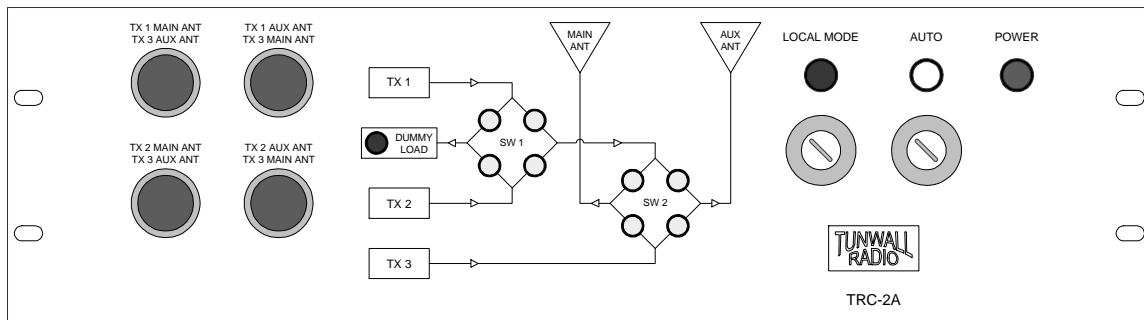 TX 1 MAIN ANT
TX 3 AUX ANT
TX 1 AUX ANT
TX 3 MAIN ANT
TX 2 MAIN ANT
TX 3 AUX ANT
TX 2 AUX ANT
TX 3 MAIN ANT
MAIN
ANT
AUX
ANT
TX 1
DUMMY
LOAD
SW 1
TX 2
SW 2
TX 3
LOCAL MODE
AUTO
POWER
TUNWALL
RADIO
TRC-2A